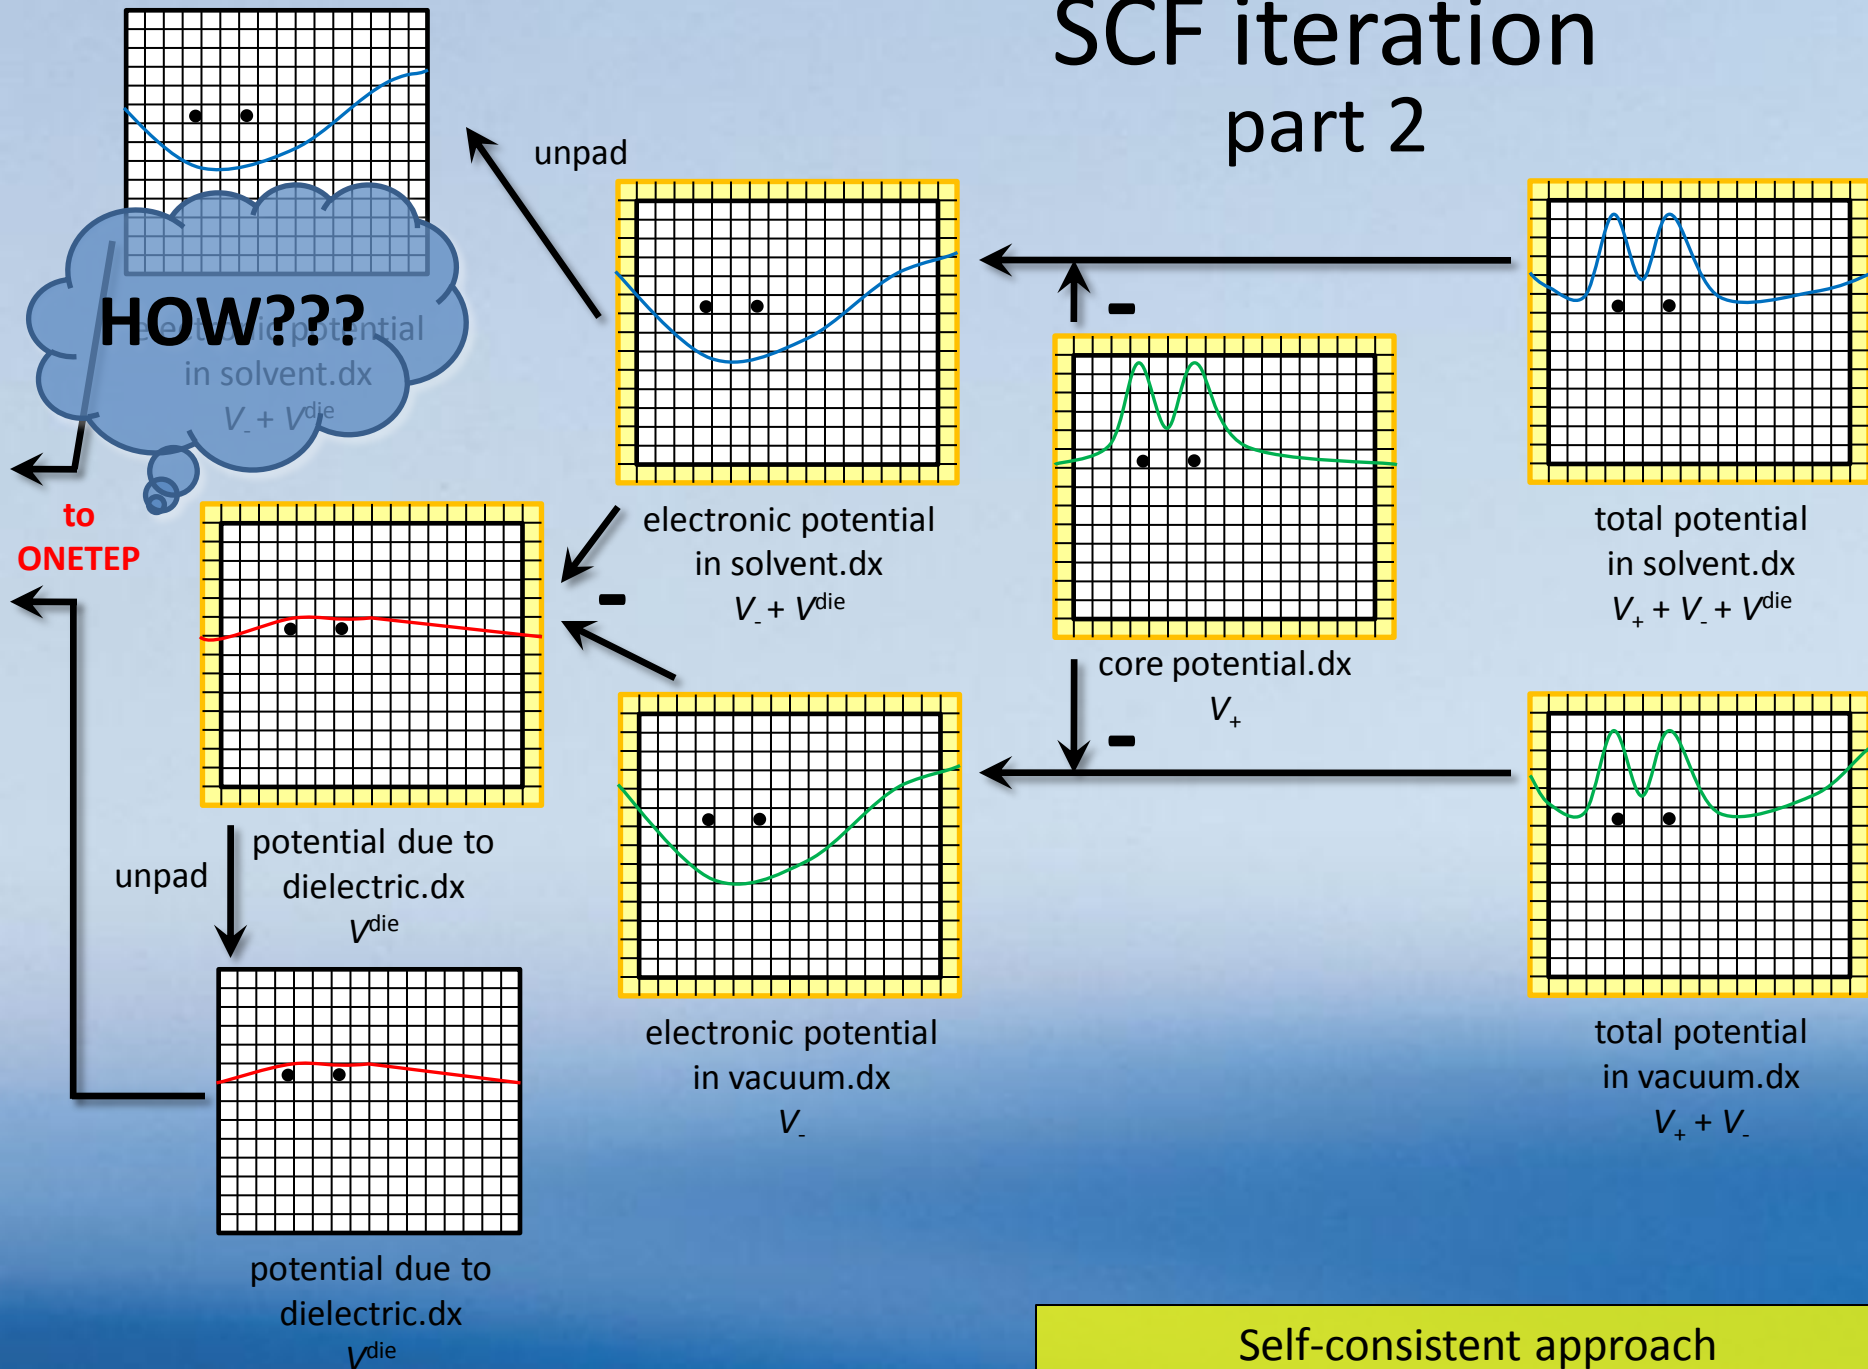 SCF iteration
part 2
unpad
HOW???
electronic potential
in solvent.dx
V₋ + Vᵈⁱᵉ
to
ONETEP
electronic potential
in solvent.dx
V₋ + Vᵈⁱᵉ
-
core potential.dx
V₊
-
-
total potential
in solvent.dx
V₊ + V₋ + Vᵈⁱᵉ
unpad
potential due to
dielectric.dx
Vᵈⁱᵉ
electronic potential
in vacuum.dx
V₋
total potential
in vacuum.dx
V₊ + V₋
potential due to
dielectric.dx
Vᵈⁱᵉ
Self-consistent approach